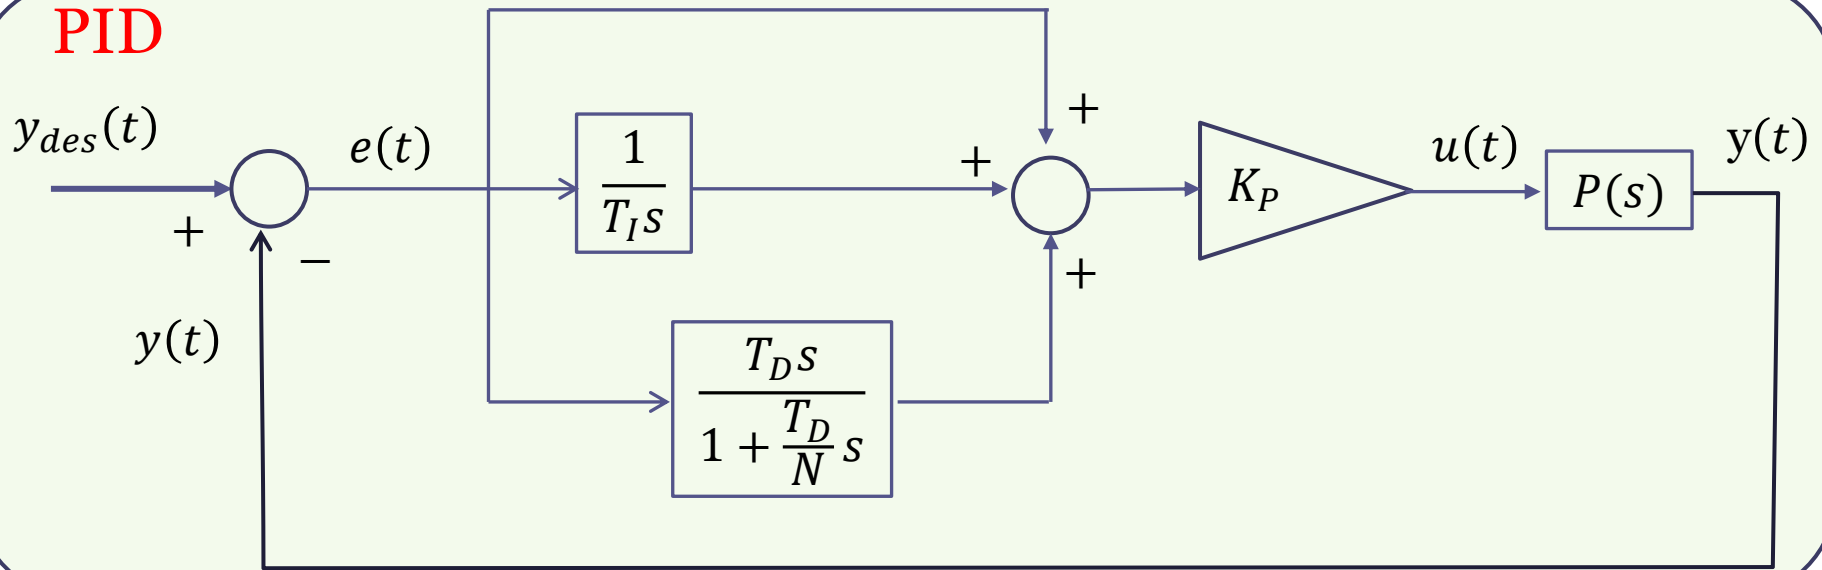 PID
y_des(t)
+
−
y(t)
e(t)
1
T_I s
T_D s
1 + T_D/N s
+
+
+
K_P
u(t)
P(s)
y(t)